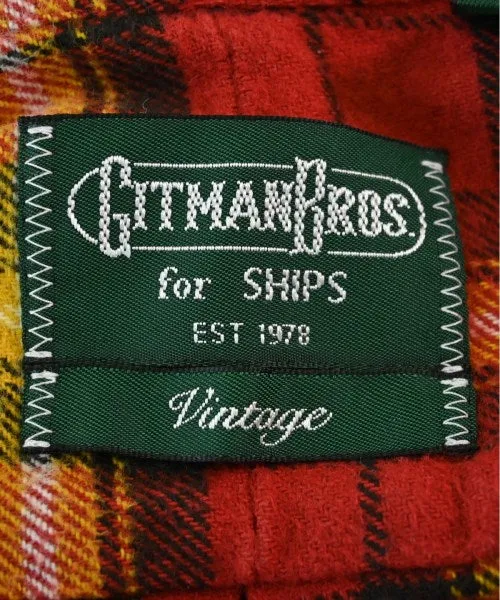 GITMAN BROS.
for SHIPS
EST 1978
Vintage